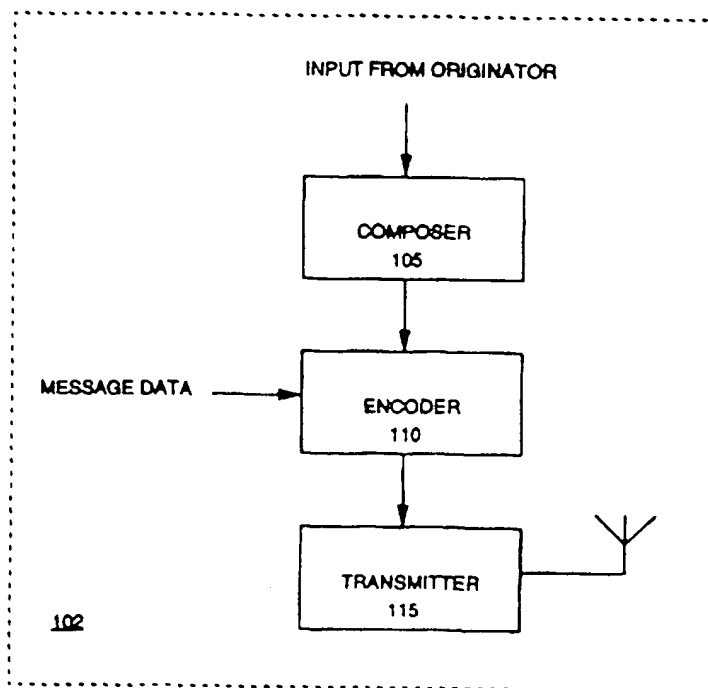 INPUT FROM ORIGINATOR
COMPOSER
105
MESSAGE DATA
ENCODER
110
TRANSMITTER
115
102